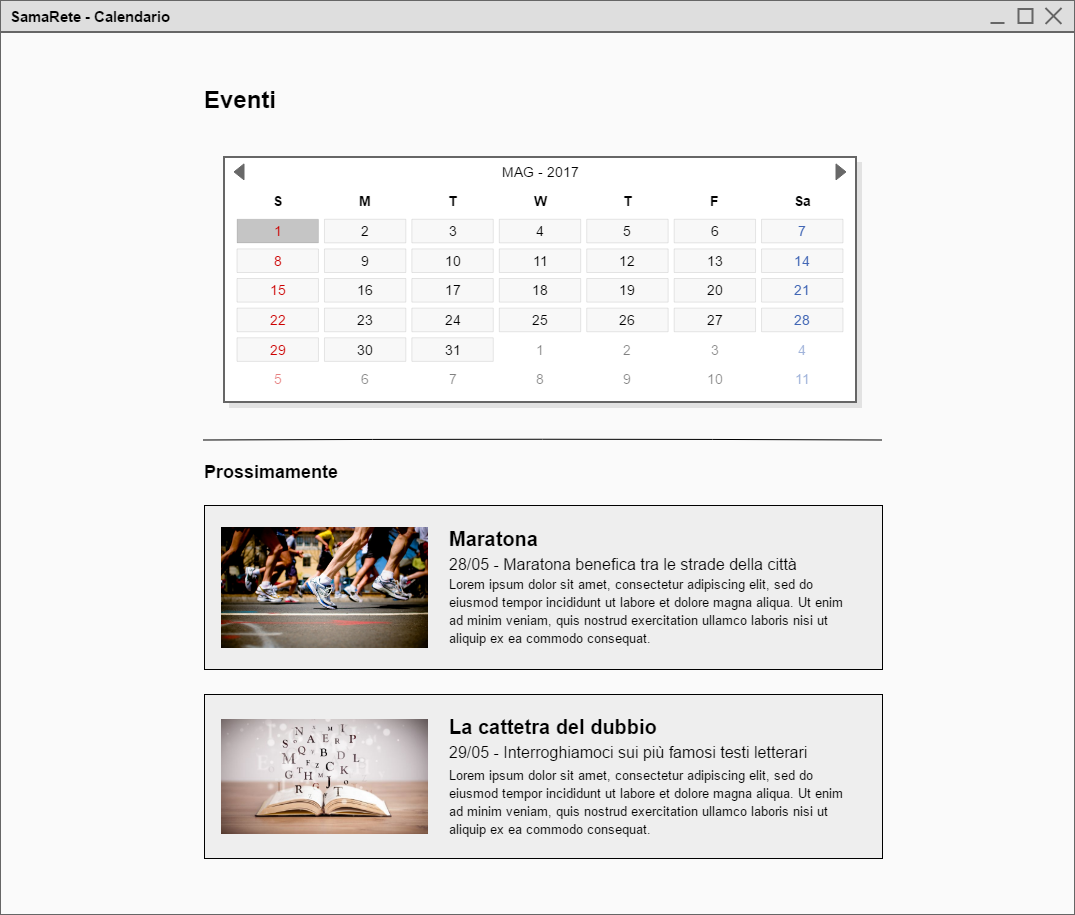 SamaRete - Calendario
Eventi
MAG - 2017
S M T W T F Sa
1 2 3 4 5 6 7
8 9 10 11 12 13 14
15 16 17 18 19 20 21
22 23 24 25 26 27 28
29 30 31 1 2 3 4
5 6 7 8 9 10 11
Prossimamente
Maratona
28/05 - Maratona benefica tra le strade della città
Lorem ipsum dolor sit amet, consectetur adipiscing elit, sed do
eiusmod tempor incididunt ut labore et dolore magna aliqua. Ut enim
ad minim veniam, quis nostrud exercitation ullamco laboris nisi ut
aliquip ex ea commodo consequat.
La cattetra del dubbio
29/05 - Interroghiamoci sui più famosi testi letterari
Lorem ipsum dolor sit amet, consectetur adipiscing elit, sed do
eiusmod tempor incididunt ut labore et dolore magna aliqua. Ut enim
ad minim veniam, quis nostrud exercitation ullamco laboris nisi ut
aliquip ex ea commodo consequat.